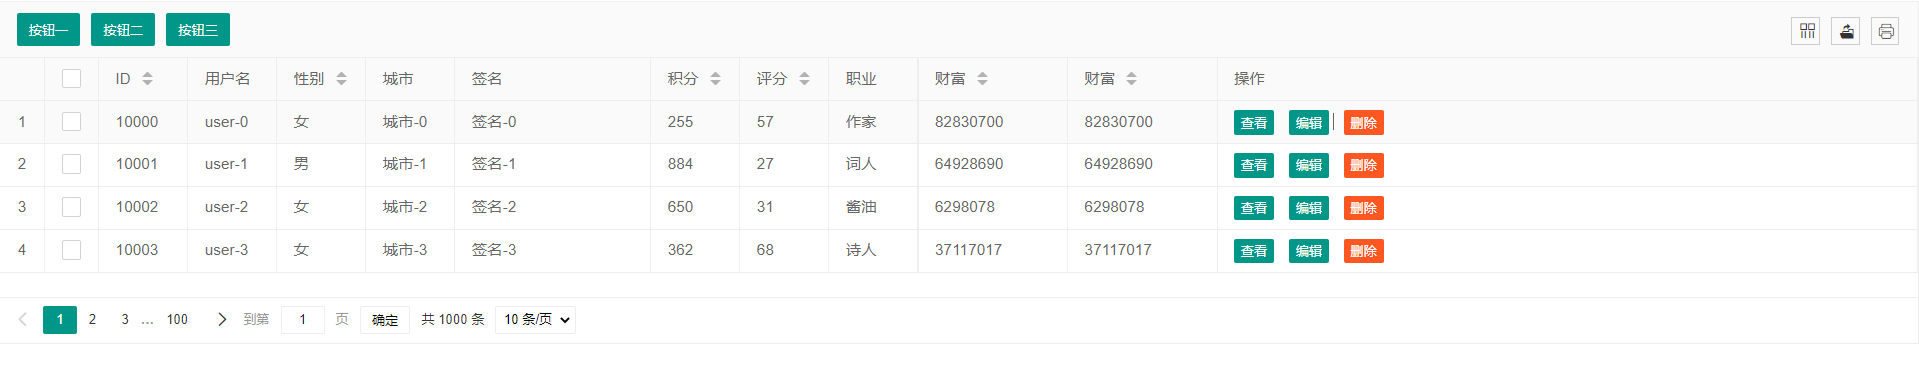 按钮一 按钮二 按钮三
ID 用户名 性别 城市 签名 积分 评分 职业 财富 财富 操作
1 10000 user-0 女 城市-0 签名-0 255 57 作家 82830700 82830700 查看 编辑 删除
2 10001 user-1 男 城市-1 签名-1 884 27 词人 64928690 64928690 查看 编辑 删除
3 10002 user-2 女 城市-2 签名-2 650 31 酱油 6298078 6298078 查看 编辑 删除
4 10003 user-3 女 城市-3 签名-3 362 68 诗人 37117017 37117017 查看 编辑 删除
1 2 3 … 100 到第 1 页 确定 共 1000 条 10 条/页